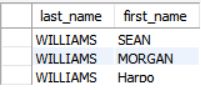 last_name first_name
WILLIAMS SEAN
WILLIAMS MORGAN
WILLIAMS Harpo